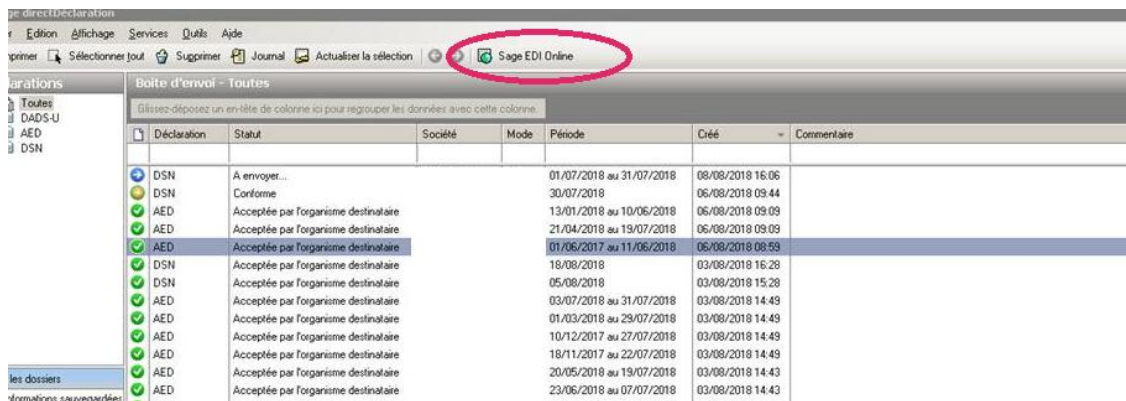 ge directDéclaration
r Edition Affichage Services Outils Aide
nprimer Sélectionner tout Supprimer Journal Actualiser la sélection Sage EDI Online
larations Boîte d'envoi - Toutes
Toutes Glissez-déposez un en-tête de colonne ici pour regrouper les données avec cette colonne.
DADS-U
AED Déclaration Statut Société Mode Période Créé Commentaire
DSN
DSN A envoyer... 01/07/2018 au 31/07/2018 08/08/2018 16:06
DSN Conforme 30/07/2018 06/08/2018 09:44
AED Acceptée par l'organisme destinataire 13/01/2018 au 10/06/2018 06/08/2018 09:09
AED Acceptée par l'organisme destinataire 21/04/2018 au 19/07/2018 06/08/2018 09:09
AED Acceptée par l'organisme destinataire 01/06/2017 au 11/06/2018 06/08/2018 08:59
DSN Acceptée par l'organisme destinataire 18/08/2018 03/08/2018 16:28
DSN Acceptée par l'organisme destinataire 05/08/2018 03/08/2018 15:28
AED Acceptée par l'organisme destinataire 03/07/2018 au 31/07/2018 03/08/2018 14:49
AED Acceptée par l'organisme destinataire 01/03/2018 au 29/07/2018 03/08/2018 14:49
AED Acceptée par l'organisme destinataire 10/12/2017 au 27/07/2018 03/08/2018 14:49
AED Acceptée par l'organisme destinataire 18/11/2017 au 22/07/2018 03/08/2018 14:49
les dossiers AED Acceptée par l'organisme destinataire 20/05/2018 au 19/07/2018 03/08/2018 14:43
nformations sauvegardées AED Acceptée par l'organisme destinataire 23/06/2018 au 07/07/2018 03/08/2018 14:43